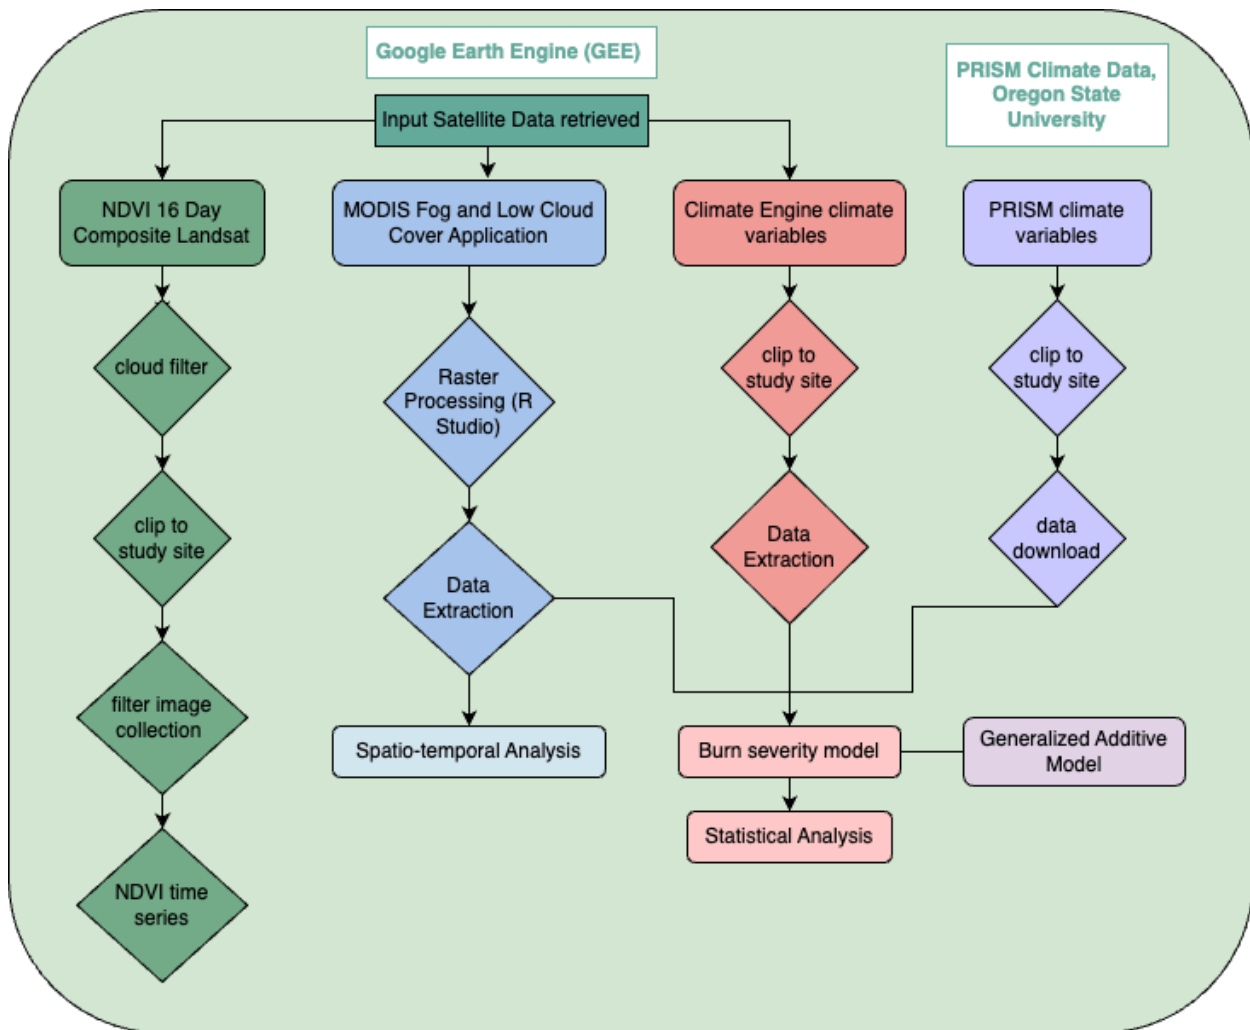 Google Earth Engine (GEE)
PRISM Climate Data,
Oregon State
University
Input Satellite Data retrieved
NDVI 16 Day
Composite Landsat
MODIS Fog and Low Cloud
Cover Application
Climate Engine climate
variables
PRISM climate
variables
cloud filter
Raster
Processing (R
Studio)
clip to
study site
clip to
study site
clip to
study site
Data
Extraction
Data
Extraction
data
download
filter image
collection
Spatio-temporal Analysis
Burn severity model
Generalized Additive
Model
Statistical Analysis
NDVI time
series